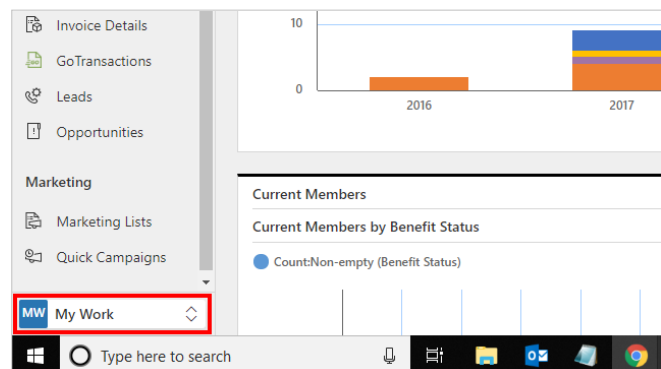 Invoice Details
GoTransactions
Leads
Opportunities
Marketing
Marketing Lists
Quick Campaigns
MW My Work
10
0
2016 2017
Current Members
Current Members by Benefit Status
Count:Non-empty (Benefit Status)
Type here to search